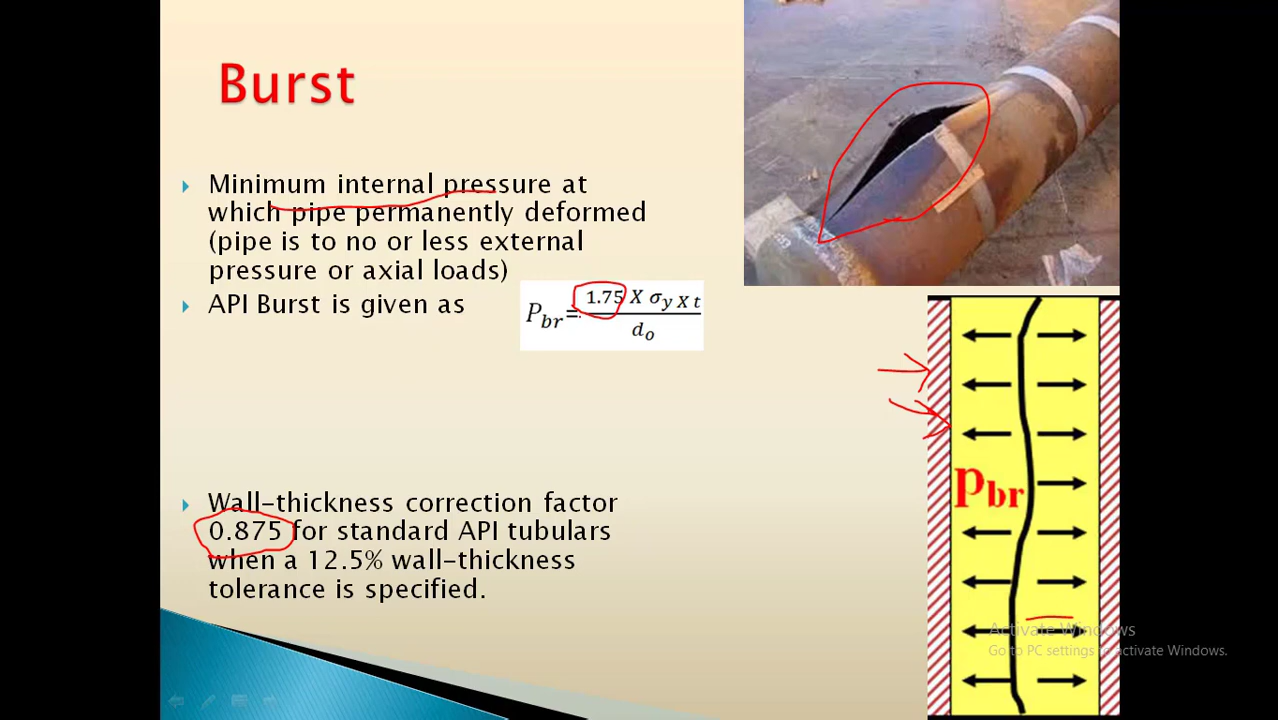 Burst
Minimum internal pressure at
which pipe permanently deformed
(pipe is to no or less external
pressure or axial loads)
API Burst is given as
P_br = (1.75 X σ_y X t) / d_o
Wall-thickness correction factor
0.875 for standard API tubulars
when a 12.5% wall-thickness
tolerance is specified.
p_br
Activate Windows
Go to PC settings to activate Windows.